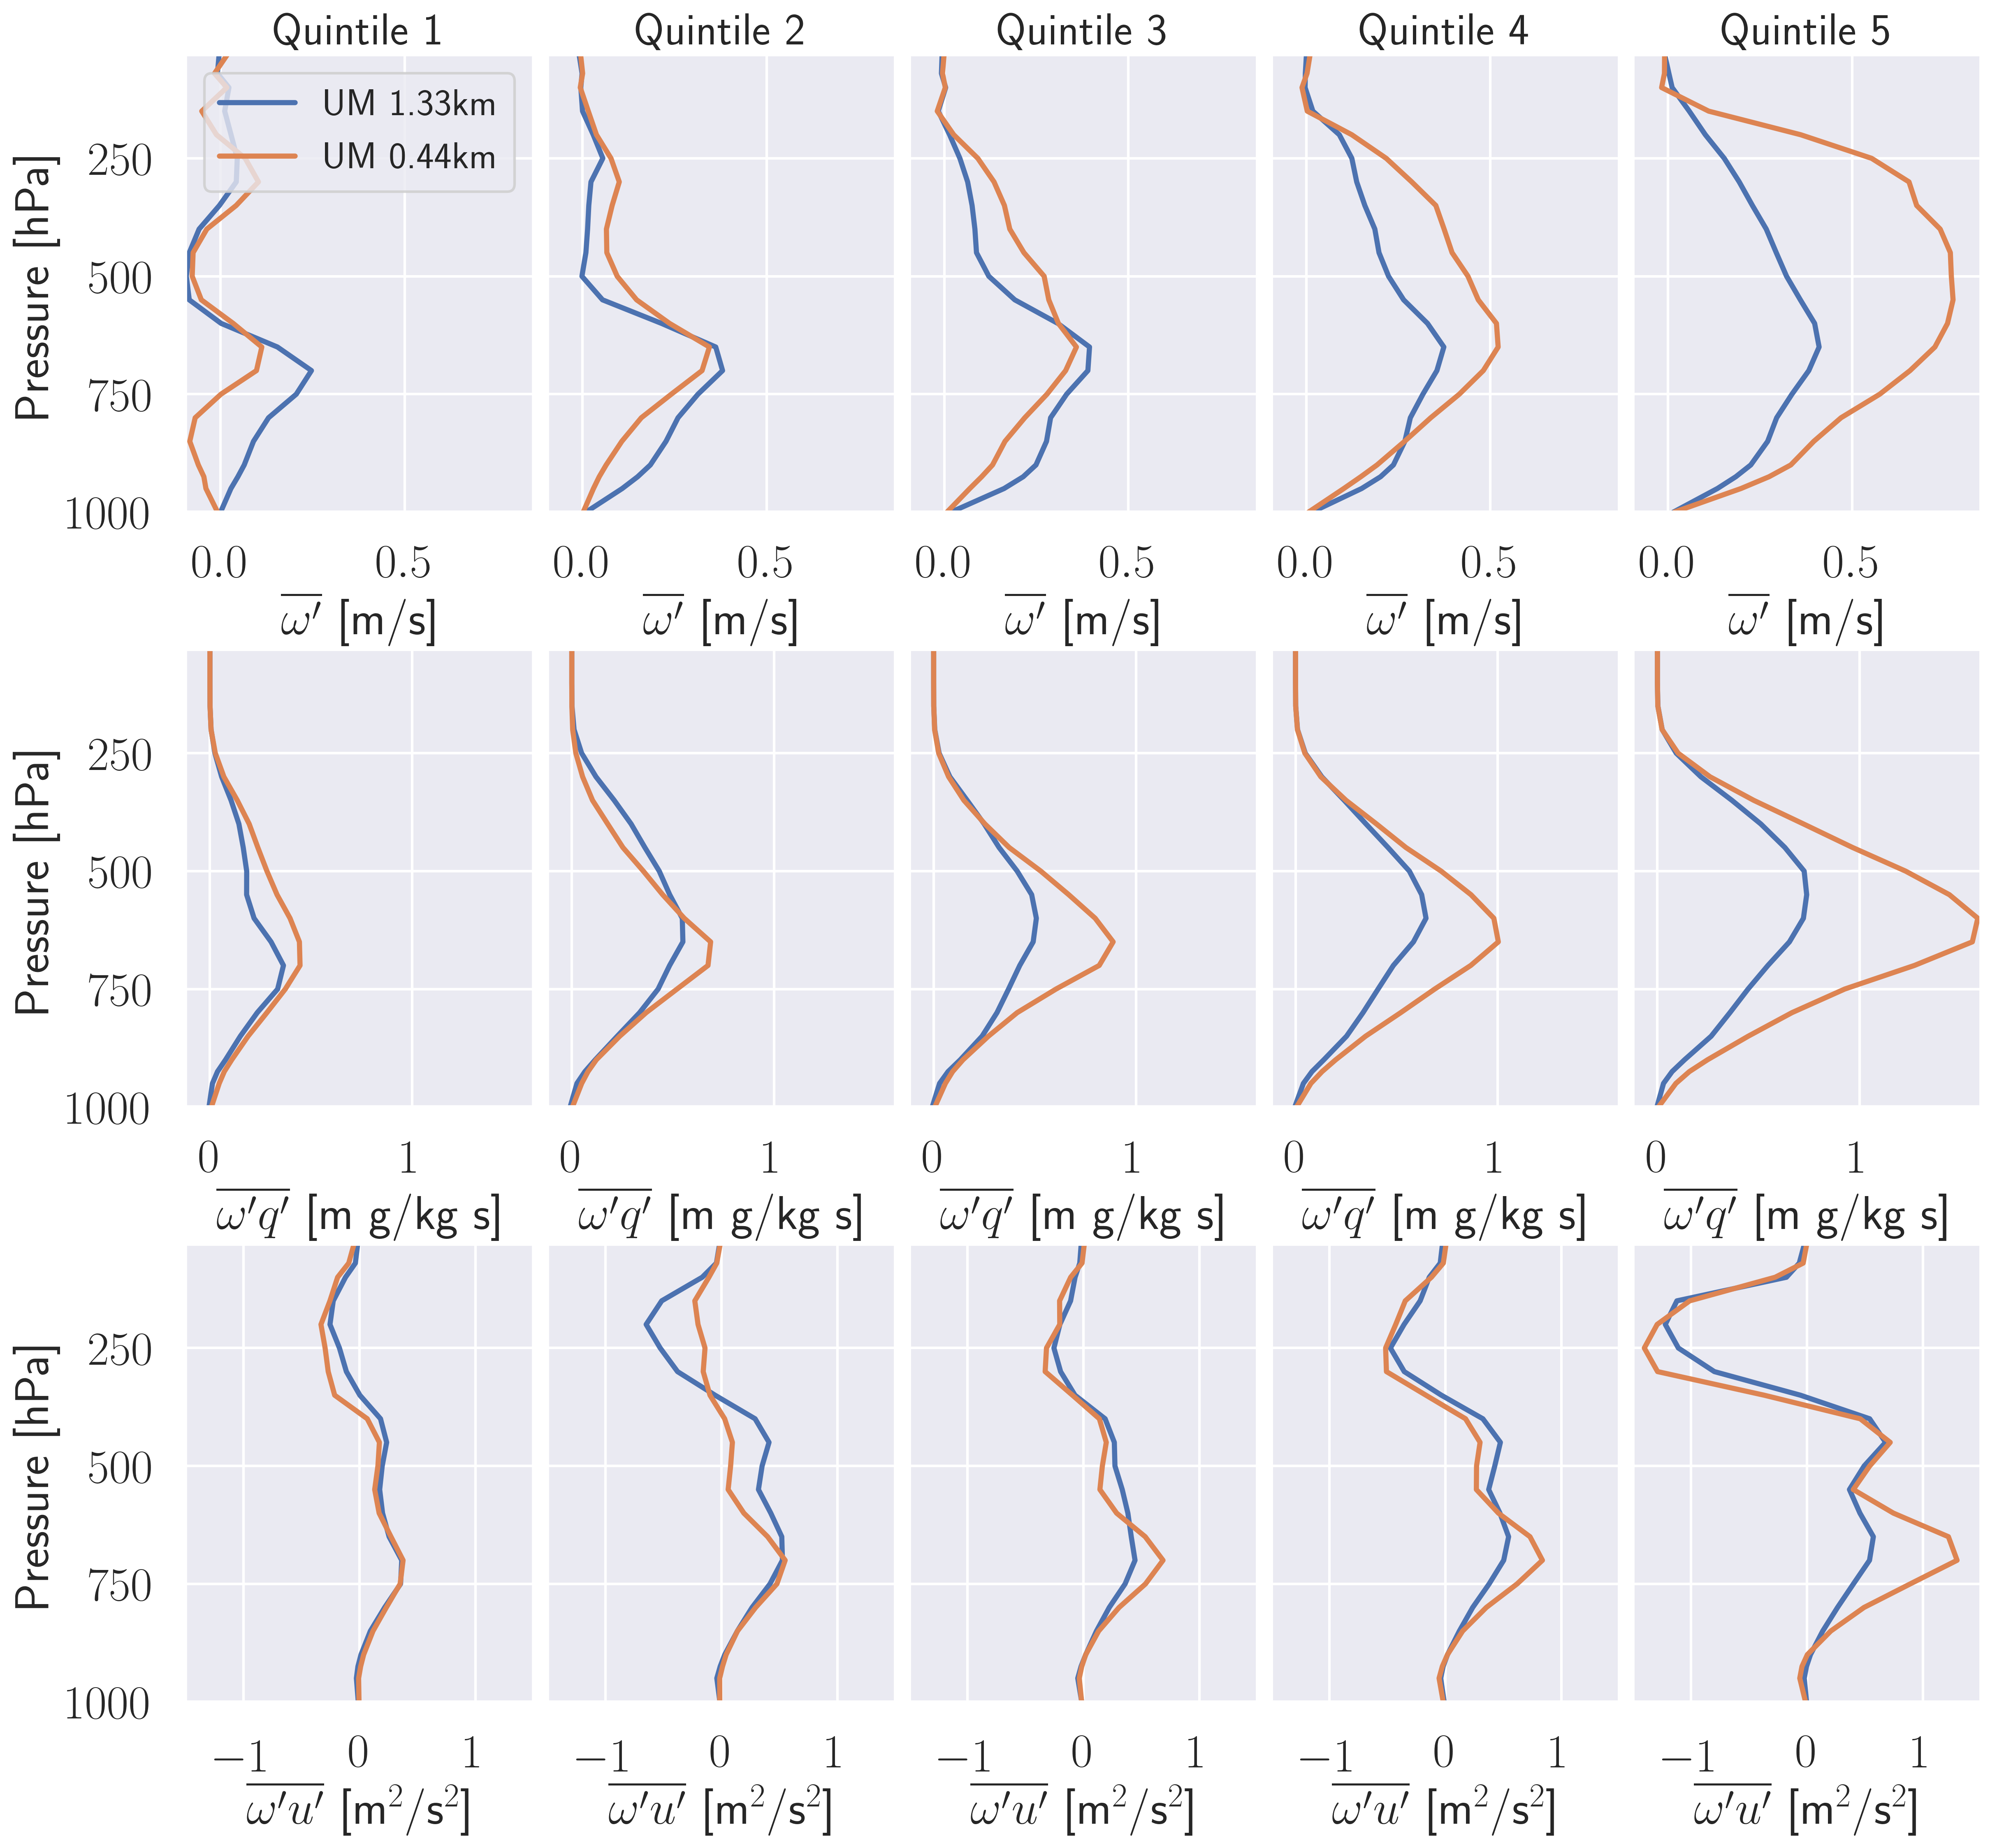 Quintile 1 Quintile 2 Quintile 3 Quintile 4 Quintile 5
UM 1.33km
UM 0.44km
Pressure [hPa]
250
500
750
1000
0.0 0.5 0.0 0.5 0.0 0.5 0.0 0.5 0.0 0.5
ω′ [m/s] ω′ [m/s] ω′ [m/s] ω′ [m/s] ω′ [m/s]
Pressure [hPa]
250
500
750
1000
0 1 0 1 0 1 0 1 0 1
ω′q′ [m g/kg s] ω′q′ [m g/kg s] ω′q′ [m g/kg s] ω′q′ [m g/kg s] ω′q′ [m g/kg s]
Pressure [hPa]
250
500
750
1000
−1 0 1 −1 0 1 −1 0 1 −1 0 1 −1 0 1
ω′u′ [m²/s²] ω′u′ [m²/s²] ω′u′ [m²/s²] ω′u′ [m²/s²] ω′u′ [m²/s²]